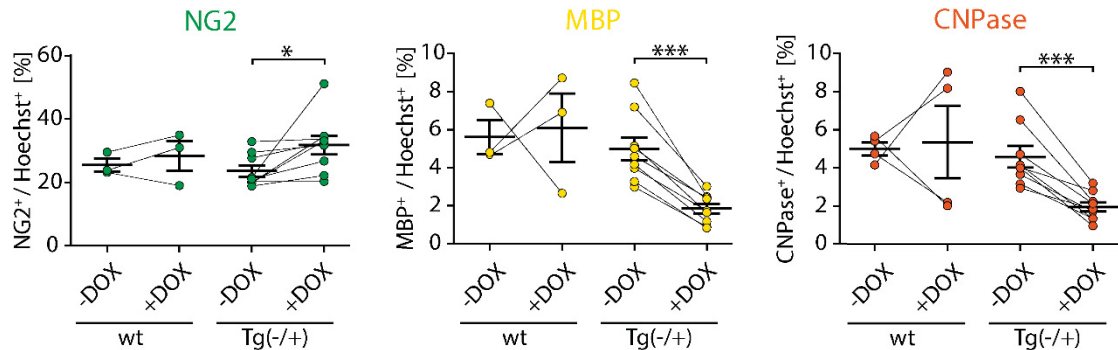 NG2
NG2⁺ / Hoechst⁺ [%]
60
40
20
0
*
-DOX
+DOX
-DOX
+DOX
wt
Tg(-/+)
MBP
MBP⁺ / Hoechst⁺ [%]
10
8
6
4
2
0
***
-DOX
+DOX
-DOX
+DOX
wt
Tg(-/+)
CNPase
CNPase⁺ / Hoechst⁺ [%]
10
8
6
4
2
0
***
-DOX
+DOX
-DOX
+DOX
wt
Tg(-/+)